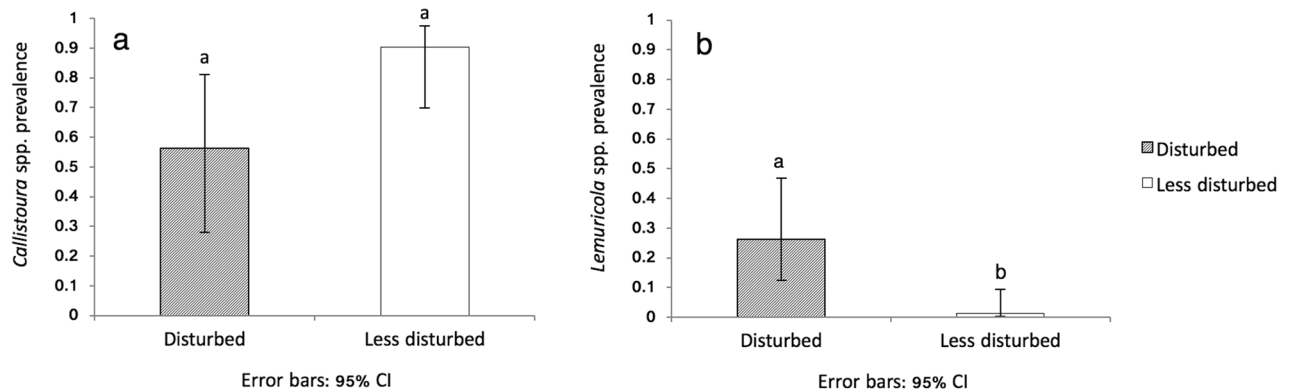 a
Callistoura spp. prevalence
1
0.9
0.8
0.7
0.6
0.5
0.4
0.3
0.2
0.1
0
a
a
Disturbed
Less disturbed
Error bars: 95% CI
b
Lemuricola spp. prevalence
1
0.9
0.8
0.7
0.6
0.5
0.4
0.3
0.2
0.1
0
a
b
Disturbed
Less disturbed
Error bars: 95% CI
Disturbed
Less disturbed